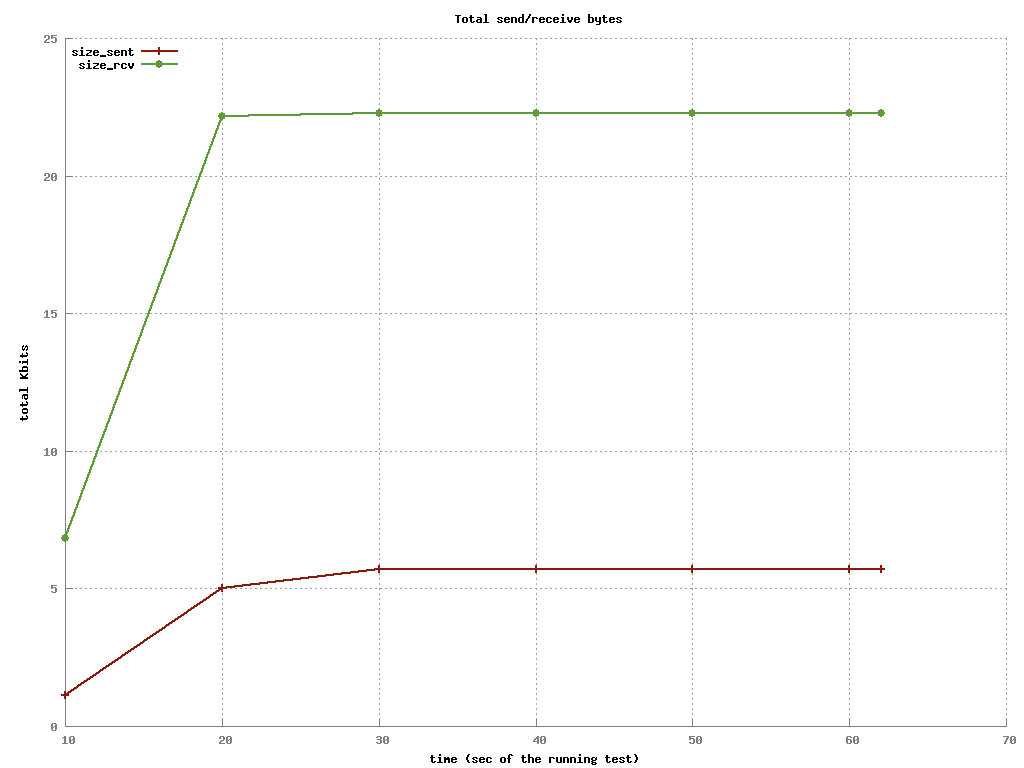 Total send/receive bytes
25
size_sent
size_rcv
20
15
total Kbits
10
5
0
10 20 30 40 50 60 70
time (sec of the running test)